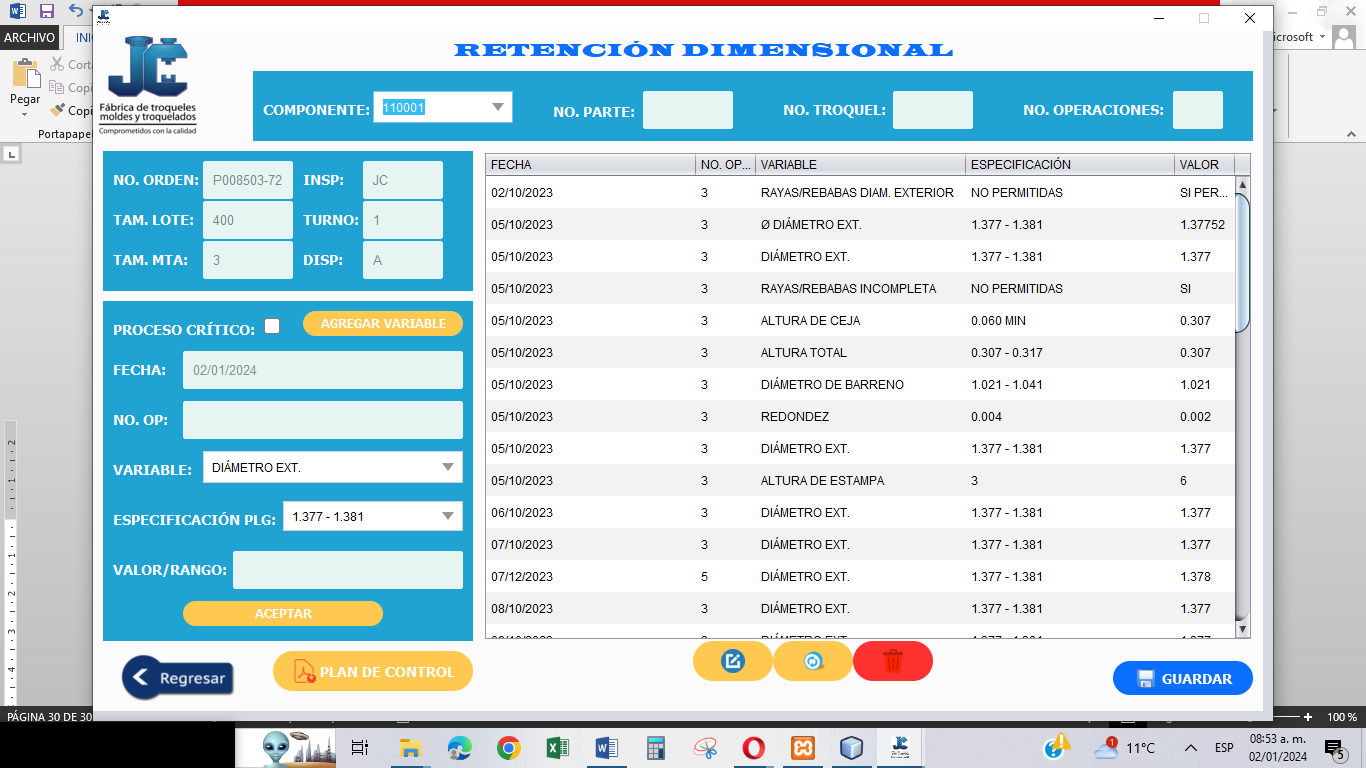 ARCHIVO
INI
Microsoft
Pegar
Cort
Copi
Copi
Portapapel
L
JC
Fábrica de troqueles
moldes y troquelados
Comprometidos con la calidad
RETENCIÓN DIMENSIONAL
COMPONENTE: 110001 NO. PARTE: NO. TROQUEL: NO. OPERACIONES:
NO. ORDEN: P008503-72 INSP: JC
TAM. LOTE: 400 TURNO: 1
TAM. MTA: 3 DISP: A
PROCESO CRÍTICO: AGREGAR VARIABLE
FECHA: 02/01/2024
NO. OP:
VARIABLE: DIÁMETRO EXT.
ESPECIFICACIÓN PLG: 1.377 - 1.381
VALOR/RANGO:
ACEPTAR
FECHA NO. OP... VARIABLE ESPECIFICACIÓN VALOR
02/10/2023 3 RAYAS/REBABAS DIAM. EXTERIOR NO PERMITIDAS SI PER...
05/10/2023 3 Ø DIÁMETRO EXT. 1.377 - 1.381 1.37752
05/10/2023 3 DIÁMETRO EXT. 1.377 - 1.381 1.377
05/10/2023 3 RAYAS/REBABAS INCOMPLETA NO PERMITIDAS SI
05/10/2023 3 ALTURA DE CEJA 0.060 MIN 0.307
05/10/2023 3 ALTURA TOTAL 0.307 - 0.317 0.307
05/10/2023 3 DIÁMETRO DE BARRENO 1.021 - 1.041 1.021
05/10/2023 3 REDONDEZ 0.004 0.002
05/10/2023 3 DIÁMETRO EXT. 1.377 - 1.381 1.377
05/10/2023 3 ALTURA DE ESTAMPA 3 6
06/10/2023 3 DIÁMETRO EXT. 1.377 - 1.381 1.377
07/10/2023 3 DIÁMETRO EXT. 1.377 - 1.381 1.377
07/12/2023 5 DIÁMETRO EXT. 1.377 - 1.381 1.378
08/10/2023 3 DIÁMETRO EXT. 1.377 - 1.381 1.377
Regresar
PLAN DE CONTROL
GUARDAR
PÁGINA 30 DE 30
100 %
11°C
ESP
08:53 a. m.
02/01/2024
5